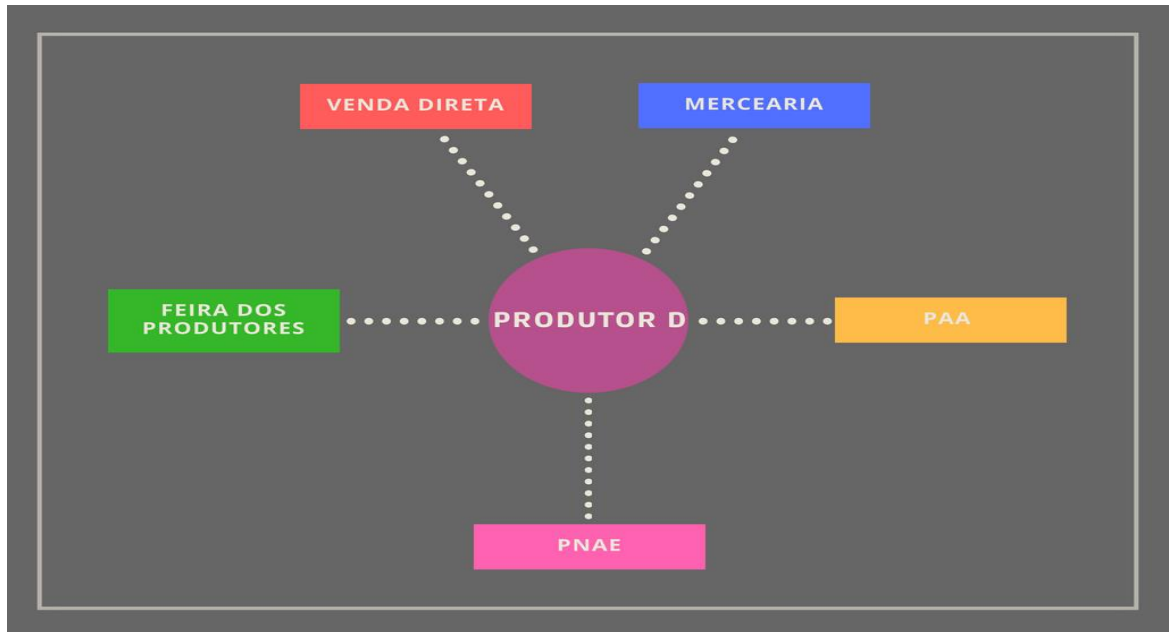 VENDA DIRETA
MERCEARIA
FEIRA DOS
PRODUTORES
PRODUTOR D
PAA
PNAE